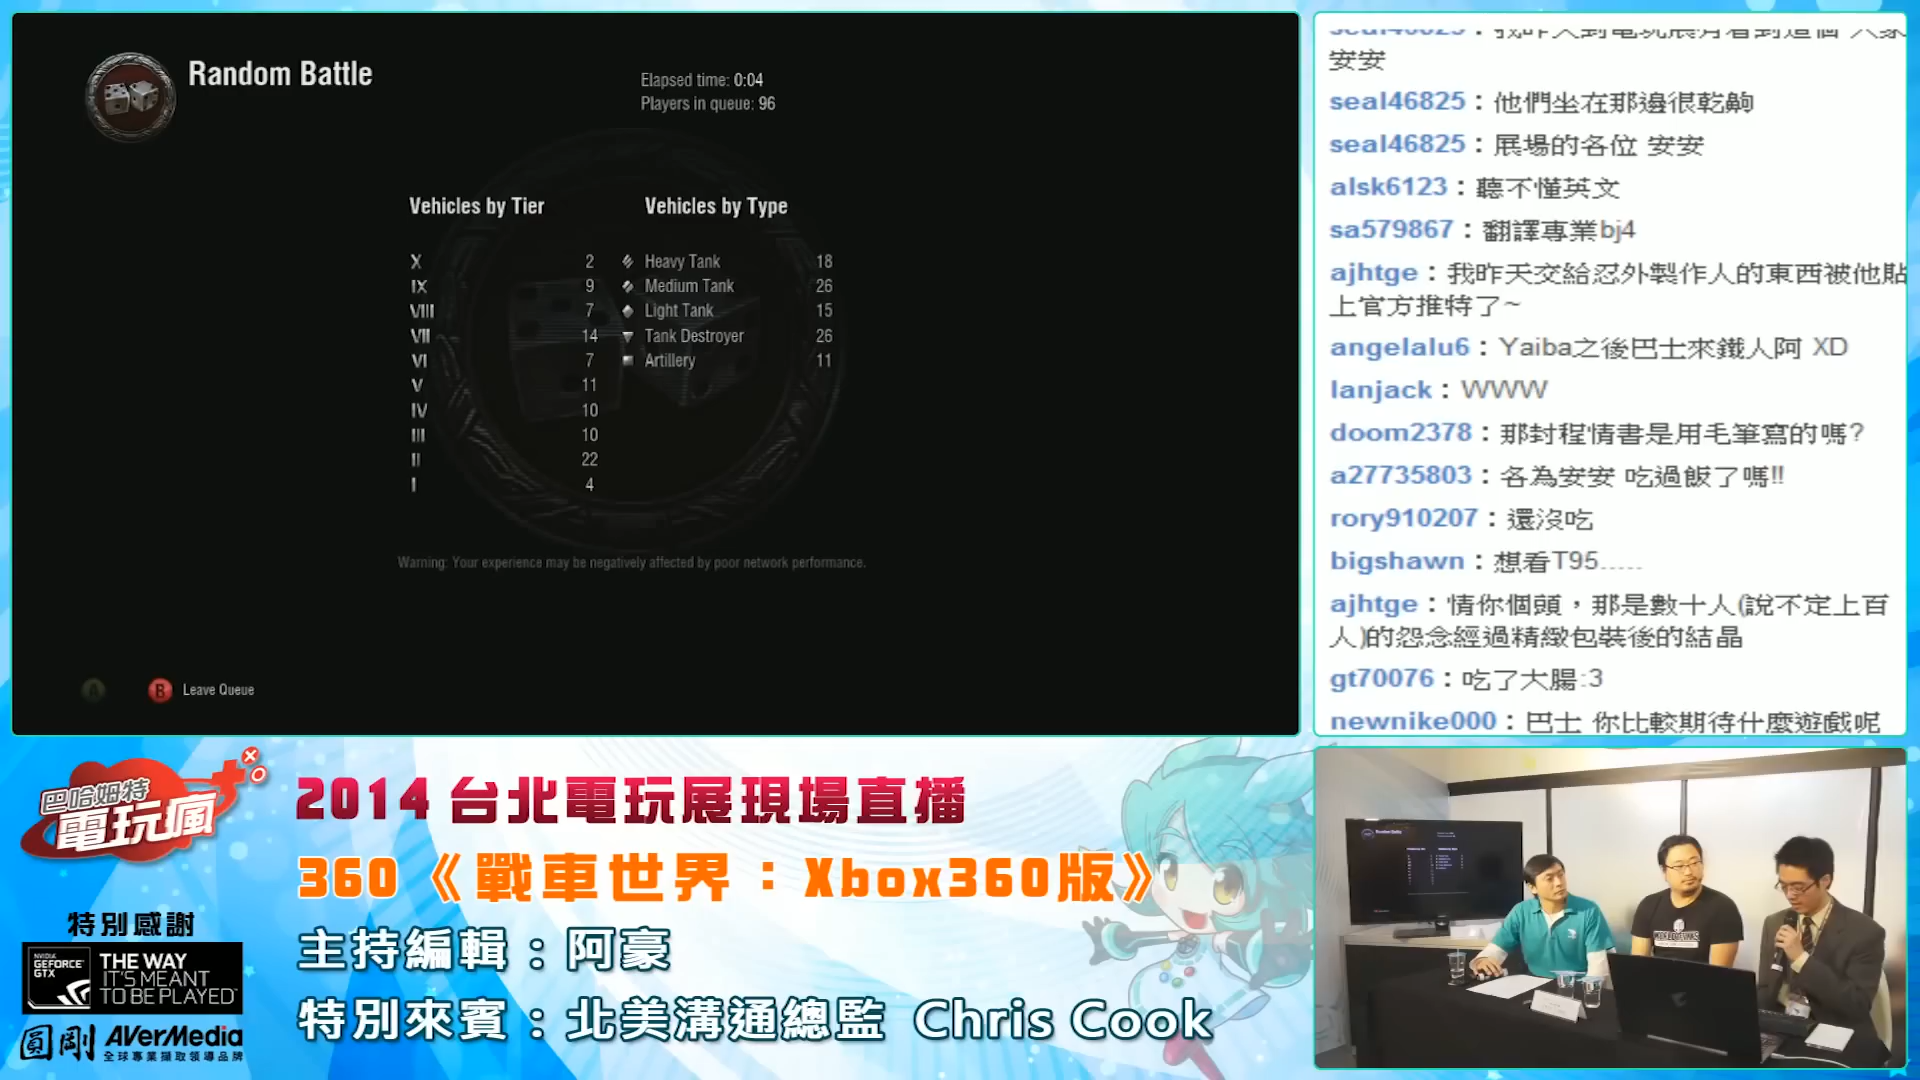 Random Battle
Elapsed time: 0:04
Players in queue: 96
Vehicles by Tier
Vehicles by Type
X 2
IX 9
VIII 7
VII 14
VI 7
V 11
IV 10
III 10
II 22
I 4
Heavy Tank 18
Medium Tank 26
Light Tank 15
Tank Destroyer 26
Artillery 11
Warning: Your experience may be negatively affected by poor network performance.
A
B Leave Queue
安安
seal46825：他們坐在那邊很乾齁
seal46825：展場的各位 安安
alsk6123：聽不懂英文
sa579867：翻譯專業bj4
ajhtge：我昨天交給忍外製作人的東西被他貼
上官方推特了~
angelalu6：Yaiba之後巴士來鐵人阿 XD
lanjack：WWW
doom2378：那封程情書是用毛筆寫的嗎?
a27735803：各為安安 吃過飯了嗎!!
rory910207：還沒吃
bigshawn：想看T95.....
ajhtge：情你個頭，那是數十人(說不定上百
人)的怨念經過精緻包裝後的結晶
gt70076：吃了大腸:3
newnike000：巴士 你比較期待什麼遊戲呢
巴哈姆特
電玩瘋
2014 台北電玩展現場直播
360《戰車世界：Xbox360版》
主持編輯：阿豪
特別來賓：北美溝通總監 Chris Cook
特別感謝
NVIDIA
GEFORCE
GTX
THE WAY
IT'S MEANT
TO BE PLAYED
圓剛 AVerMedia
全球專業擷取領導品牌
Random Battle